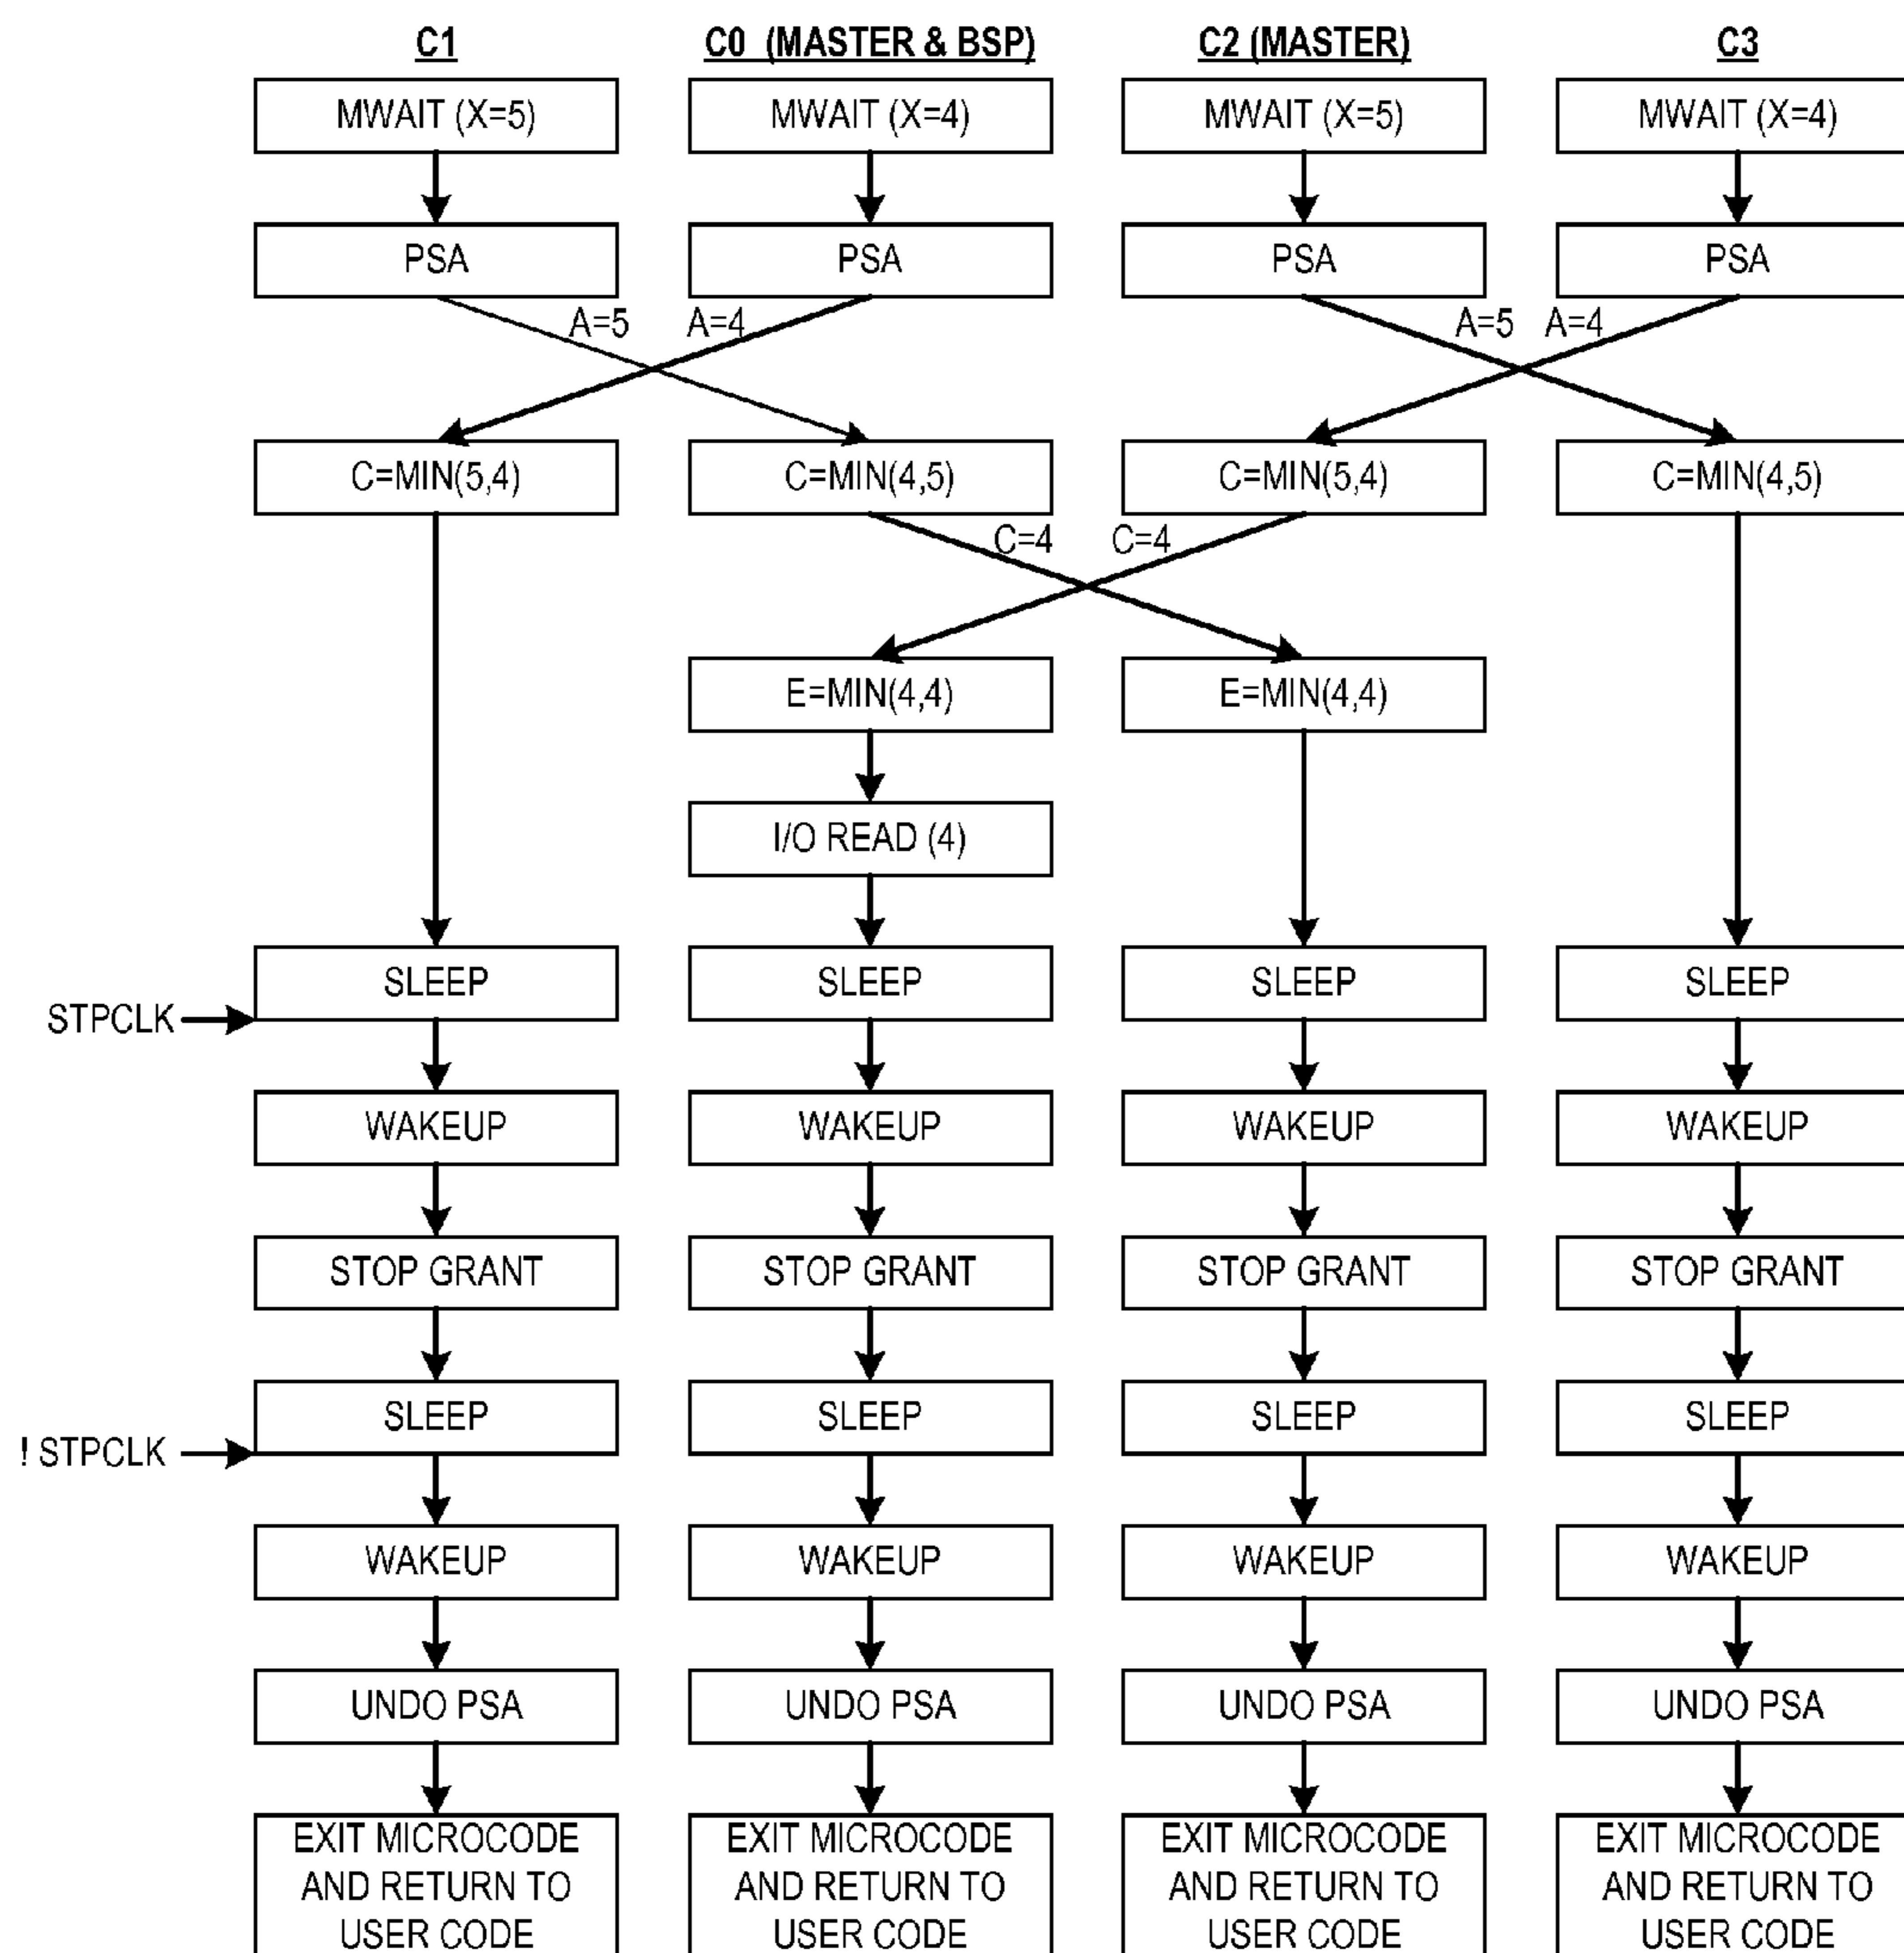 C1
C0 (MASTER & BSP)
C2 (MASTER)
C3
MWAIT (X=5)
MWAIT (X=4)
MWAIT (X=5)
MWAIT (X=4)
PSA
PSA
PSA
PSA
A=5
A=4
A=5
A=4
C=MIN(5,4)
C=MIN(4,5)
C=MIN(5,4)
C=MIN(4,5)
C=4
C=4
E=MIN(4,4)
E=MIN(4,4)
I/O READ (4)
SLEEP
SLEEP
SLEEP
SLEEP
STPCLK
WAKEUP
WAKEUP
WAKEUP
WAKEUP
STOP GRANT
STOP GRANT
STOP GRANT
STOP GRANT
SLEEP
SLEEP
SLEEP
SLEEP
! STPCLK
WAKEUP
WAKEUP
WAKEUP
WAKEUP
UNDO PSA
UNDO PSA
UNDO PSA
UNDO PSA
EXIT MICROCODE
AND RETURN TO
USER CODE
EXIT MICROCODE
AND RETURN TO
USER CODE
EXIT MICROCODE
AND RETURN TO
USER CODE
EXIT MICROCODE
AND RETURN TO
USER CODE